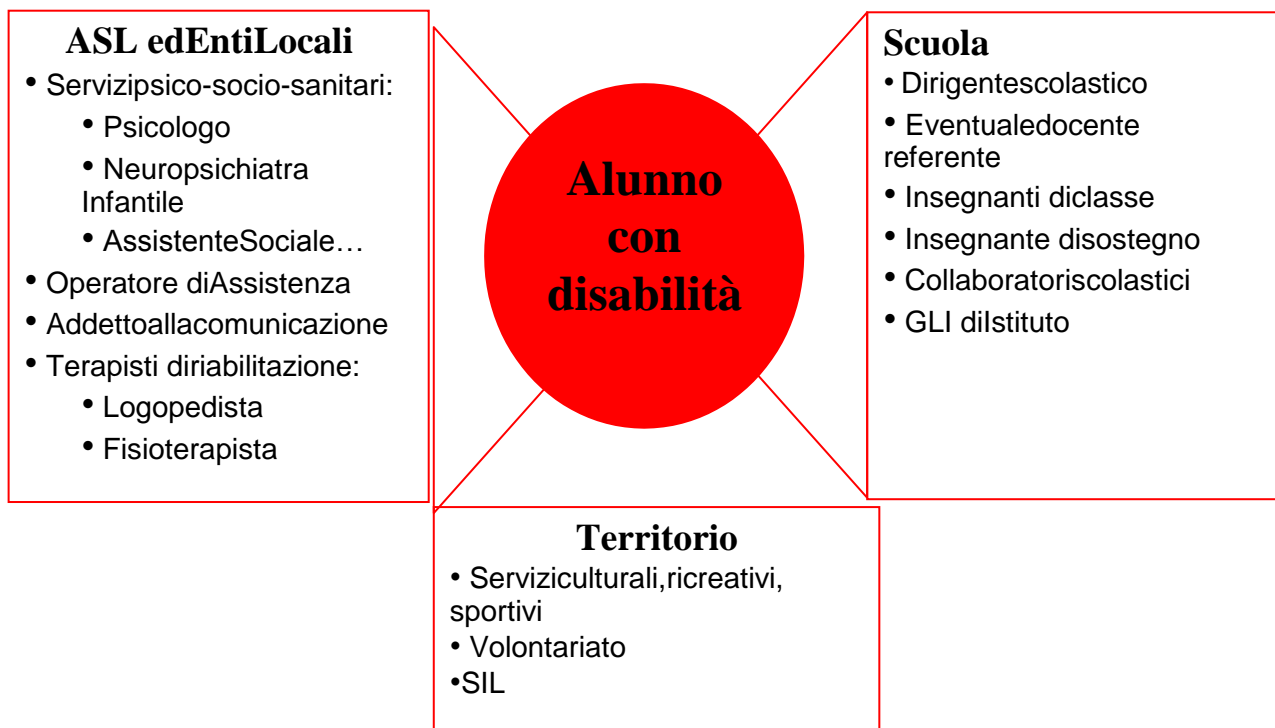 ASL edEntiLocali
• Servizipsico-socio-sanitari:
• Psicologo
• Neuropsichiatra
Infantile
• AssistenteSociale…
• Operatore diAssistenza
• Addettoallacomunicazione
• Terapisti diriabilitazione:
• Logopedista
• Fisioterapista
Alunno
con
disabilità
Scuola
• Dirigentescolastico
• Eventualedocente
referente
• Insegnanti diclasse
• Insegnante disostegno
• Collaboratoriscolastici
• GLI diIstituto
Territorio
• Serviziculturali,ricreativi,
sportivi
• Volontariato
•SIL